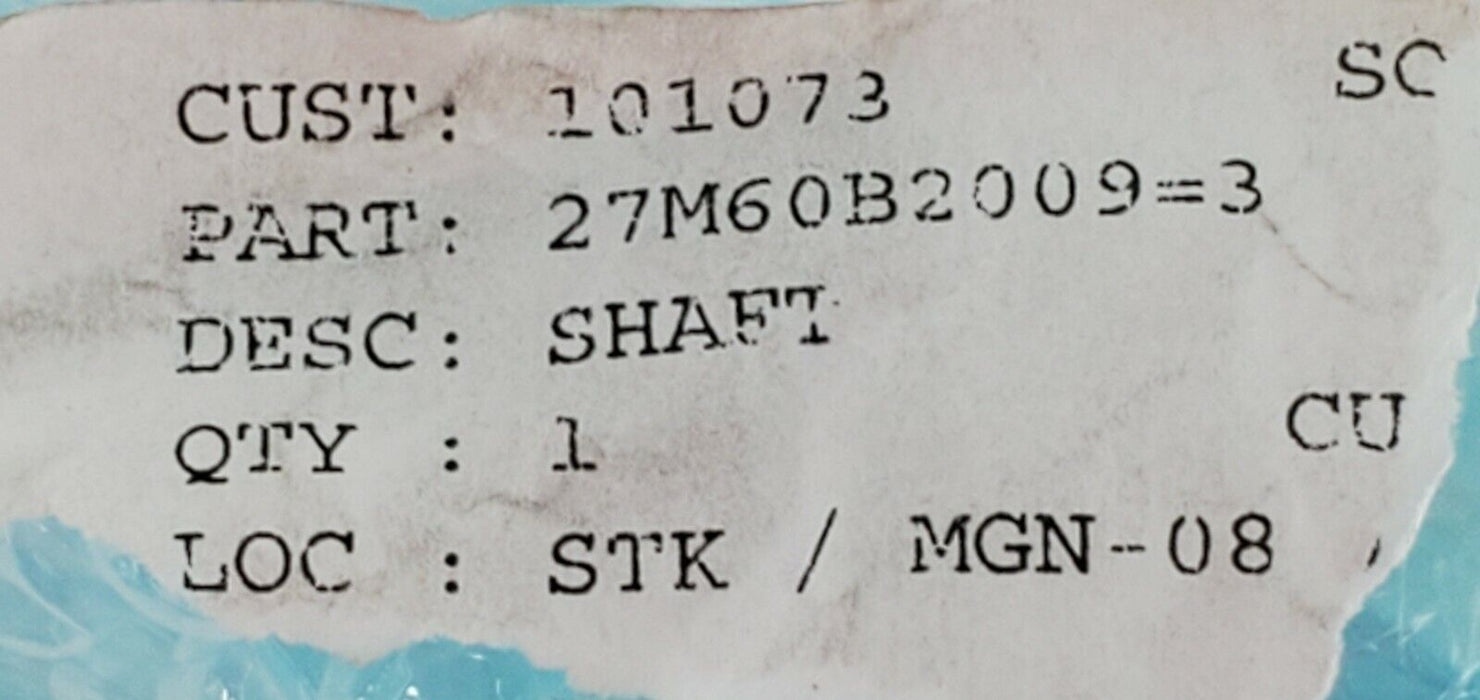 CUST: 101073 SC
PART: 27M60B2009=3
DESC: SHAFT
QTY : 1 CU
LOC : STK / MGN-08 /